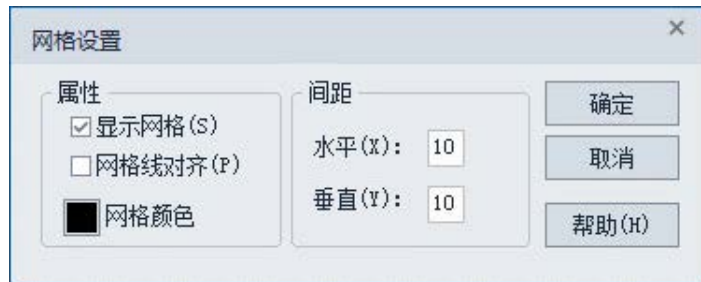 网格设置
属性
显示网格(S)
网格线对齐(P)
网格颜色
间距
水平(X): 10
垂直(Y): 10
确定
取消
帮助(H)